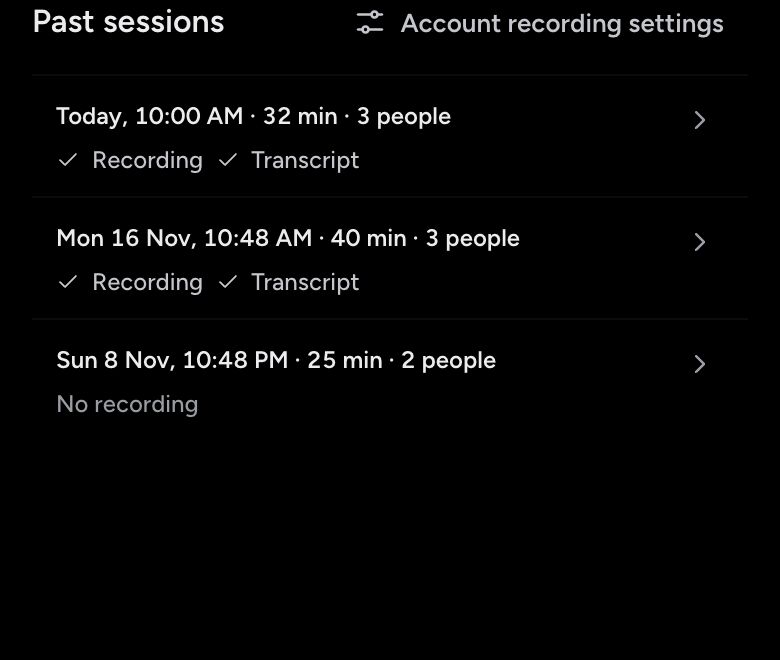 Past sessions
Account recording settings
Today, 10:00 AM · 32 min · 3 people
Recording Transcript
Mon 16 Nov, 10:48 AM · 40 min · 3 people
Recording Transcript
Sun 8 Nov, 10:48 PM · 25 min · 2 people
No recording